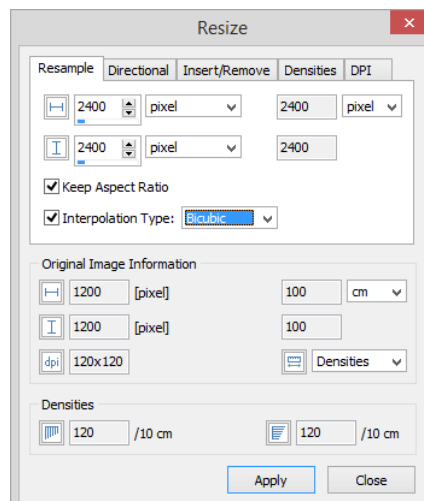 Resize
Resample Directional Insert/Remove Densities DPI
2400 pixel 2400 pixel
2400 pixel 2400
Keep Aspect Ratio
Interpolation Type: Bicubic
Original Image Information
1200 [pixel] 100 cm
1200 [pixel] 100
dpi 120x120 Densities
Densities
120 /10 cm 120 /10 cm
Apply Close